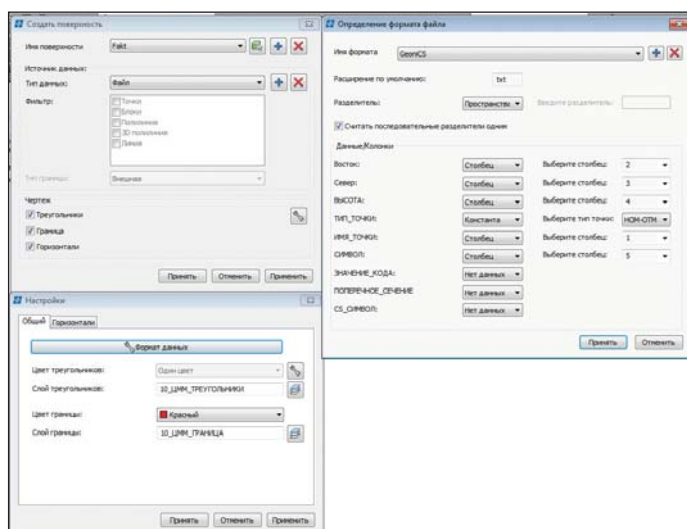 Создать поверхность
Имя поверхности Fakt
Источник данных:
Тип данных: Файл
Фильтр: Точки
Блоки
Полилинии
3D полилинии
Линия
Тип границы: Внешняя
Чертеж
Треугольники
Граница
Горизонтали
Принять Отменить Применить
Настройки
Общий Горизонтали
Формат данных
Цвет треугольников: Один цвет
Слой треугольников: 10_ЦММ_ТРЕУГОЛЬНИКИ
Цвет границы: Красный
Слой границы: 10_ЦММ_ГРАНИЦА
Принять Отменить Применить
Определение формата файла
Имя формата GeoniCS
Расширение по умолчанию: txt
Разделитель: Пространство Введите разделитель:
Считать последовательные разделители одним
Данные/Колонки
Восток: Столбец Выберите столбец: 2
Север: Столбец Выберите столбец: 3
ВЫСОТА: Столбец Выберите столбец: 4
ТИП_ТОЧКИ: Константа Выберите тип точки: НОМ-ОТМ
ИМЯ_ТОЧКИ: Столбец Выберите столбец: 1
СИМВОЛ: Столбец Выберите столбец: 5
ЗНАЧЕНИЕ_КОДА: Нет данных
ПОПЕРЕЧНОЕ_СЕЧЕНИЕ Нет данных
CS_СИМВОЛ: Нет данных
Принять Отменить